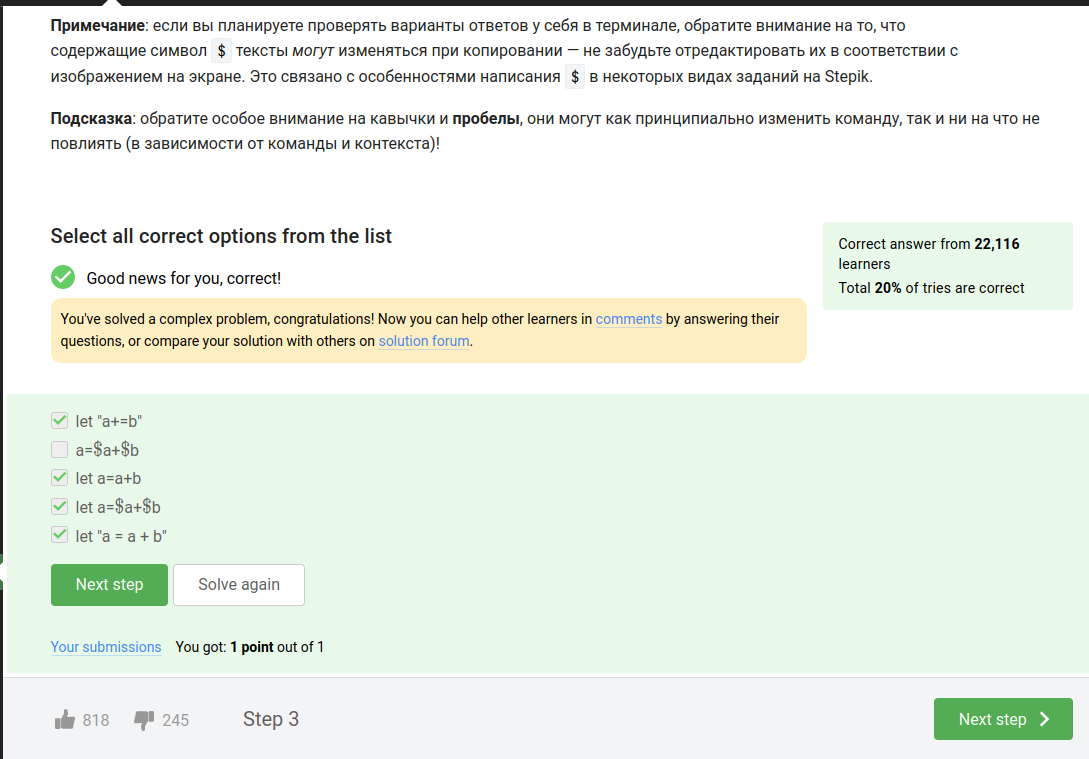 Примечание: если вы планируете проверять варианты ответов у себя в терминале, обратите внимание на то, что
содержащие символ $ тексты могут изменяться при копировании — не забудьте отредактировать их в соответствии с
изображением на экране. Это связано с особенностями написания $ в некоторых видах заданий на Stepik.
Подсказка: обратите особое внимание на кавычки и пробелы, они могут как принципиально изменить команду, так и ни на что не
повлиять (в зависимости от команды и контекста)!
Select all correct options from the list
Good news for you, correct!
You've solved a complex problem, congratulations! Now you can help other learners in comments by answering their
questions, or compare your solution with others on solution forum.
Correct answer from 22,116
learners
Total 20% of tries are correct
let "a+=b"
a=$a+$b
let a=a+b
let a=$a+$b
let "a = a + b"
Next step
Solve again
Your submissions You got: 1 point out of 1
818
245
Step 3
Next step